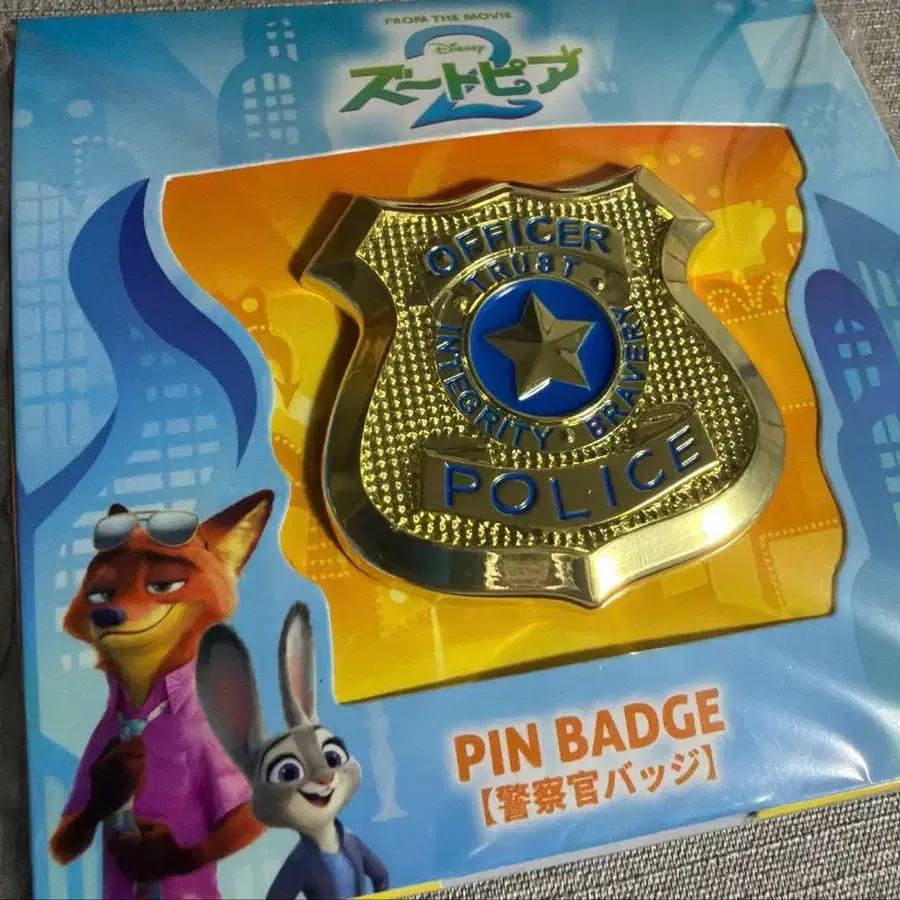 FROM THE MOVIE
Disney
ズートピア
2
OFFICER
TRUST
INTEGRITY · BRAVERY
POLICE
PIN BADGE
【警察官バッジ】